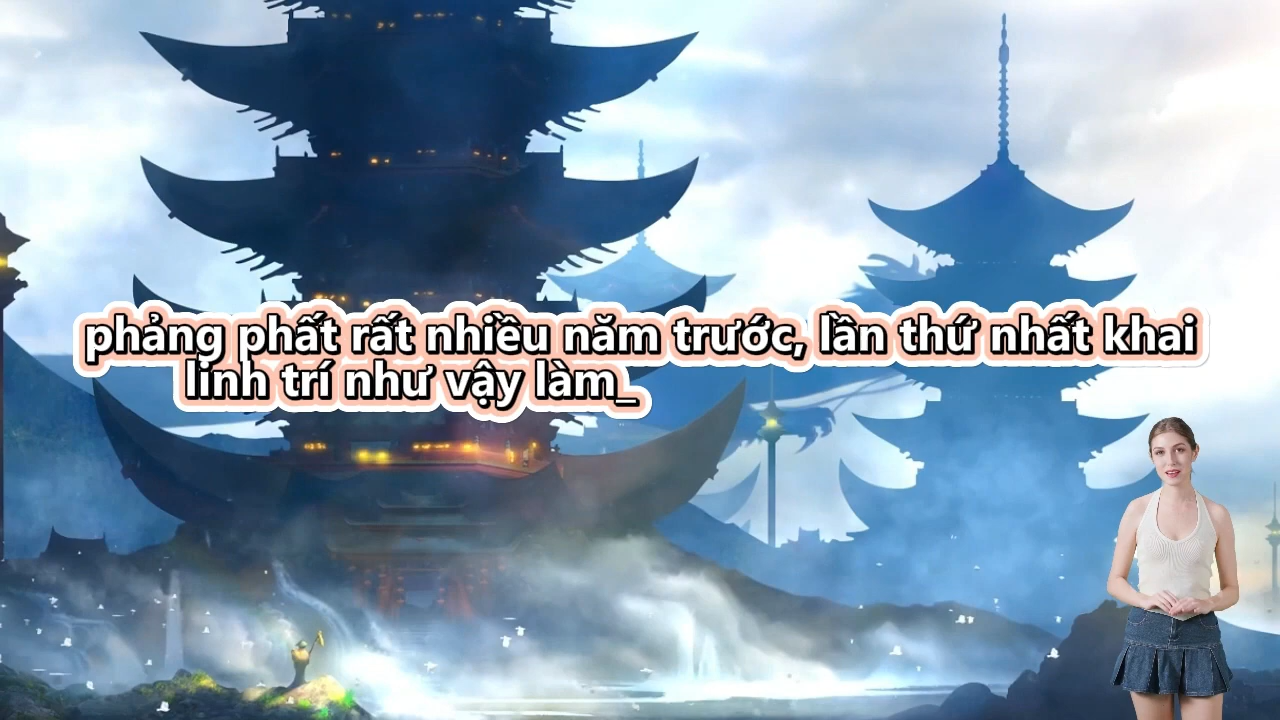 phảng phất rất nhiều năm trước, lần thứ nhất khai
linh trí như vậy làm_